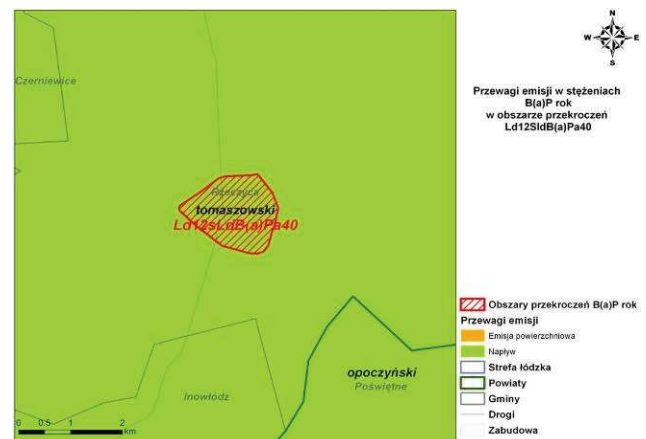 N
W E
S
Przewagi emisji w stężeniach
B(a)P rok
w obszarze przekroczeń
Ld12SldB(a)Pa40
Czerniewice
Rzeczyca
tomaszowski
Ld12sLdB(a)Pa40
opoczyński
Poświętne
Inowłódz
0 0.5 1 2
km
Obszary przekroczeń B(a)P rok
Przewagi emisji
Emisja powierzchniowa
Napływ
Strefa łódzka
Powiaty
Gminy
Drogi
Zabudowa